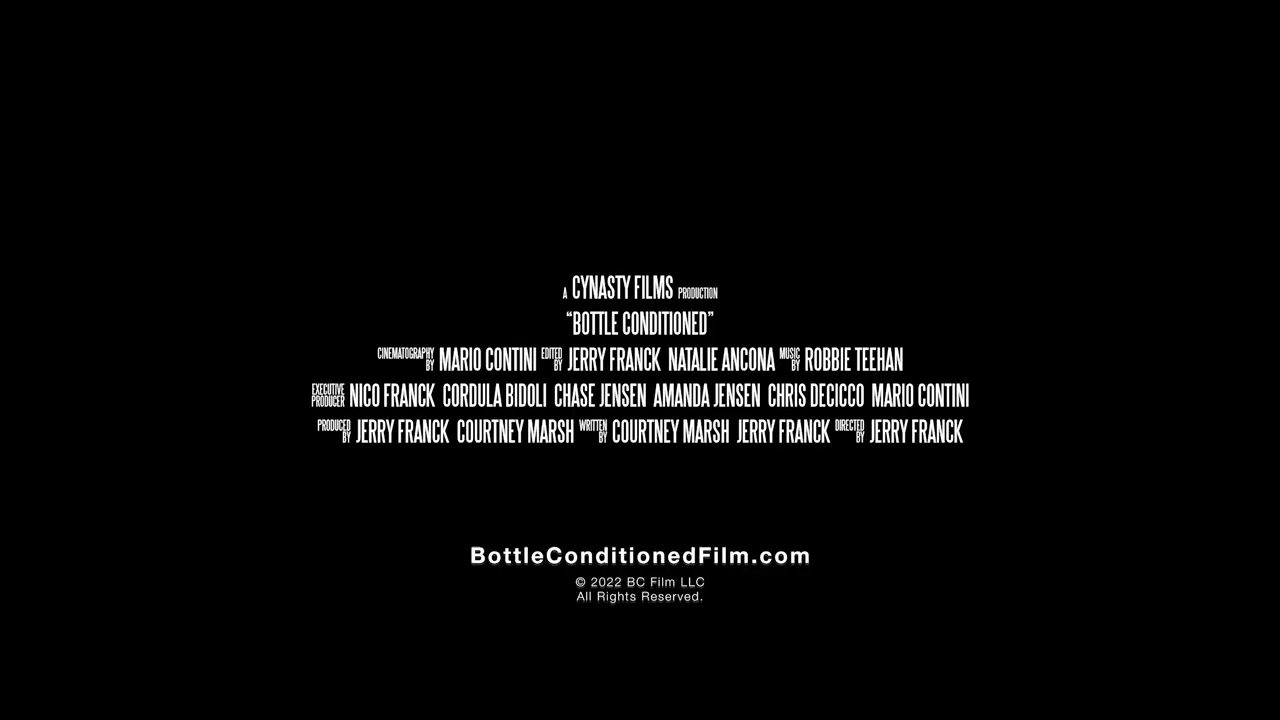 A CYNASTY FILMS PRODUCTION
“BOTTLE CONDITIONED”
CINEMATOGRAPHY BY MARIO CONTINI EDITED BY JERRY FRANCK NATALIE ANCONA MUSIC BY ROBBIE TEEHAN
EXECUTIVE PRODUCER NICO FRANCK CORDULA BIDOLI CHASE JENSEN AMANDA JENSEN CHRIS DECICCO MARIO CONTINI
PRODUCED BY JERRY FRANCK COURTNEY MARSH WRITTEN BY COURTNEY MARSH JERRY FRANCK DIRECTED BY JERRY FRANCK
BottleConditionedFilm.com
© 2022 BC Film LLC
All Rights Reserved.